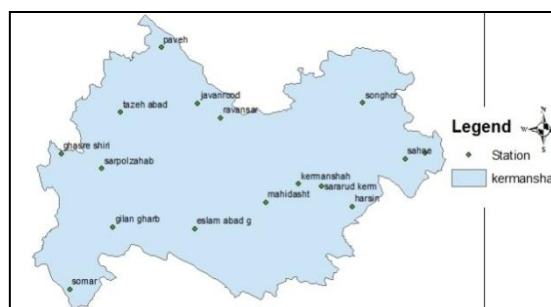 paveh
javanrood
ravansar
songhor
tazeh abad
ghasre shiri
sarpolzahab
kermanshah
sararud kerm
mahidasht
harsin
gilan gharb
eslam abad g
somar
N
W
S
Legend
Station
kermansha